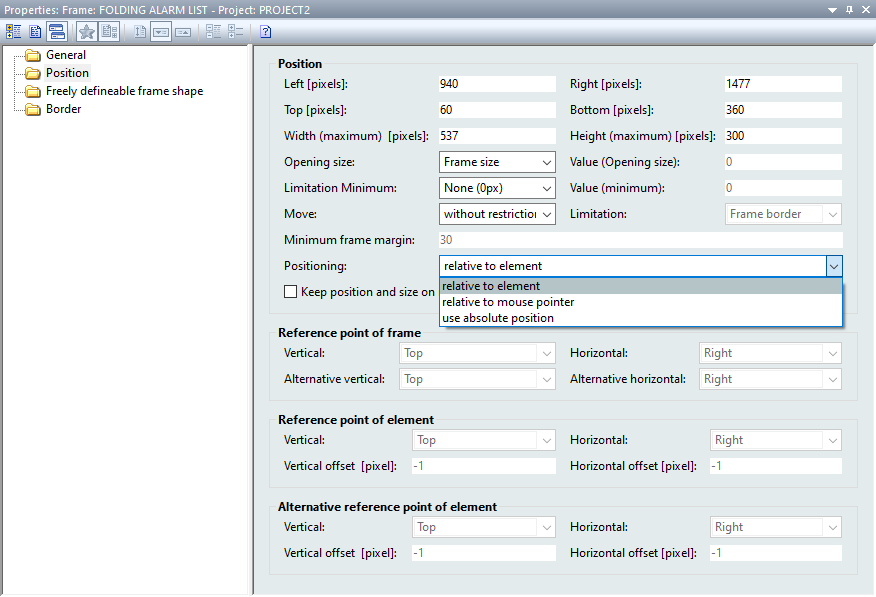 Properties: Frame: FOLDING ALARM LIST - Project: PROJECT2
General
Position
Freely defineable frame shape
Border
Position
Left [pixels]: 940 Right [pixels]: 1477
Top [pixels]: 60 Bottom [pixels]: 360
Width (maximum) [pixels]: 537 Height (maximum) [pixels]: 300
Opening size: Frame size Value (Opening size): 0
Limitation Minimum: None (0px) Value (minimum): 0
Move: without restriction Limitation: Frame border
Minimum frame margin: 30
Positioning: relative to element
relative to element
Keep position and size on
relative to mouse pointer
use absolute position
Reference point of frame
Vertical: Top Horizontal: Right
Alternative vertical: Top Alternative horizontal: Right
Reference point of element
Vertical: Top Horizontal: Right
Vertical offset [pixel]: -1 Horizontal offset [pixel]: -1
Alternative reference point of element
Vertical: Top Horizontal: Right
Vertical offset [pixel]: -1 Horizontal offset [pixel]: -1